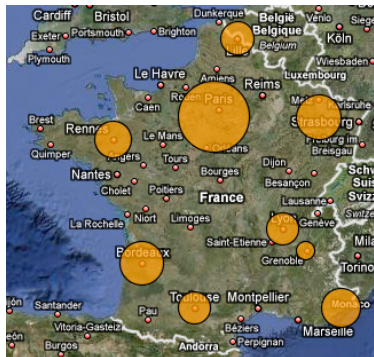 Cardiff
Bristol
Dunkerque
België
Venlo
Exeter
Portsmouth
Brighton
Lille
Belgique
Köln
Belgium
Plymouth
Wiesbaden
Amiens
Luxembourg
Le Havre
Rouen
Reims
Caen
Paris
Metz
Karlsruhe
Brest
Rennes
Strasbourg
Le Mans
Orléans
Freiburg im
Breisgau
Quimper
Angers
Tours
Dijon
Nantes
Bourges
Besançon
Cholet
Poitiers
France
Lausanne
La Rochelle
Niort
Limoges
Lyon
Genève
Saint-Etienne
Grenoble
Torino
Bordeaux
Toulouse
Montpellier
Monaco
Santander
Pau
Béziers
Marseille
Vitoria-Gasteiz
Perpignan
Burgos
Andorra